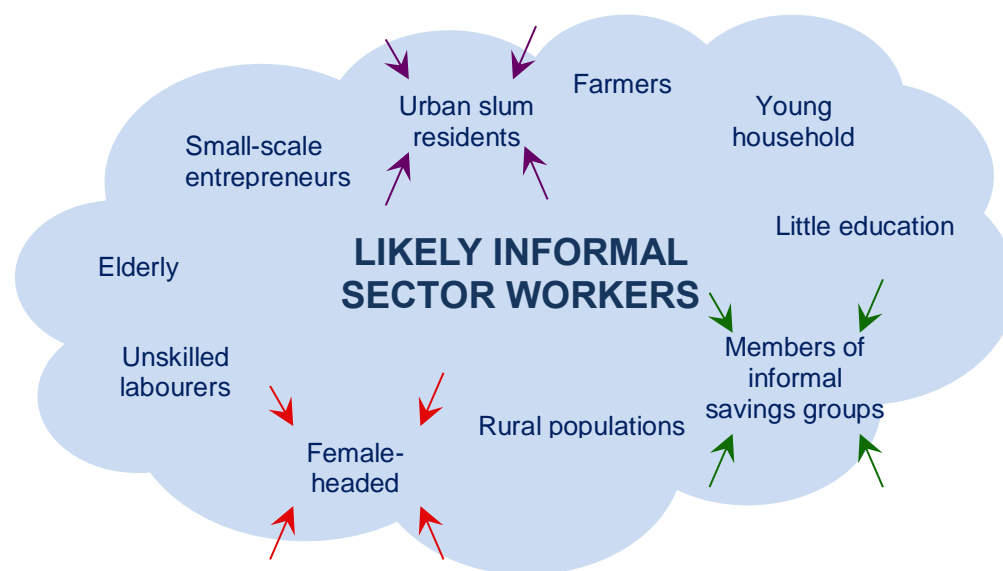 Farmers
Urban slum
residents
Young
household
Small-scale
entrepreneurs
Little education
LIKELY INFORMAL
SECTOR WORKERS
Elderly
Unskilled
labourers
Members of
informal
savings groups
Rural populations
Female-
headed